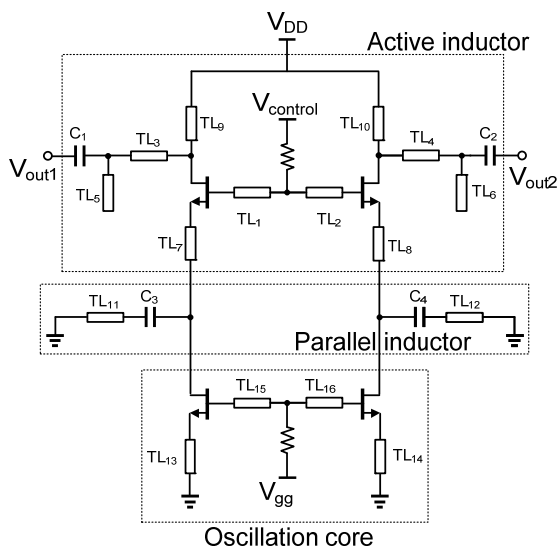 V_DD
Active inductor
TL_9
V_control
TL_10
C_1
TL_3
TL_4
C_2
V_out1
V_out2
TL_5
TL_1
TL_2
TL_6
TL_7
TL_8
TL_11
C_3
C_4
TL_12
Parallel inductor
TL_15
TL_16
TL_13
TL_14
V_gg
Oscillation core